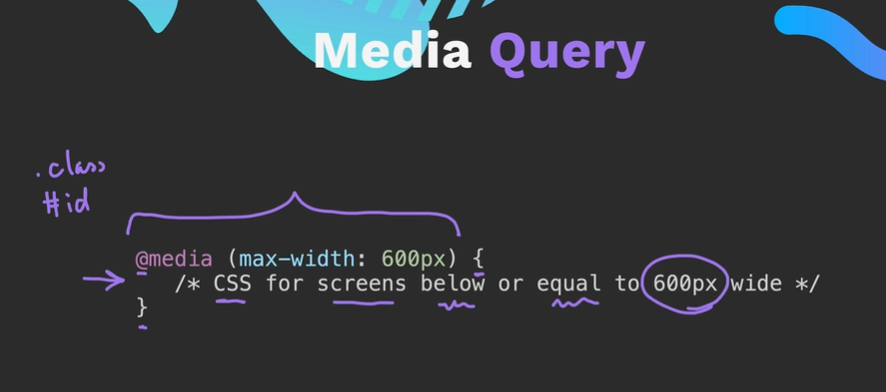 Media Query
.class
#id
@media (max-width: 600px) {
/* CSS for screens below or equal to 600px wide */
}